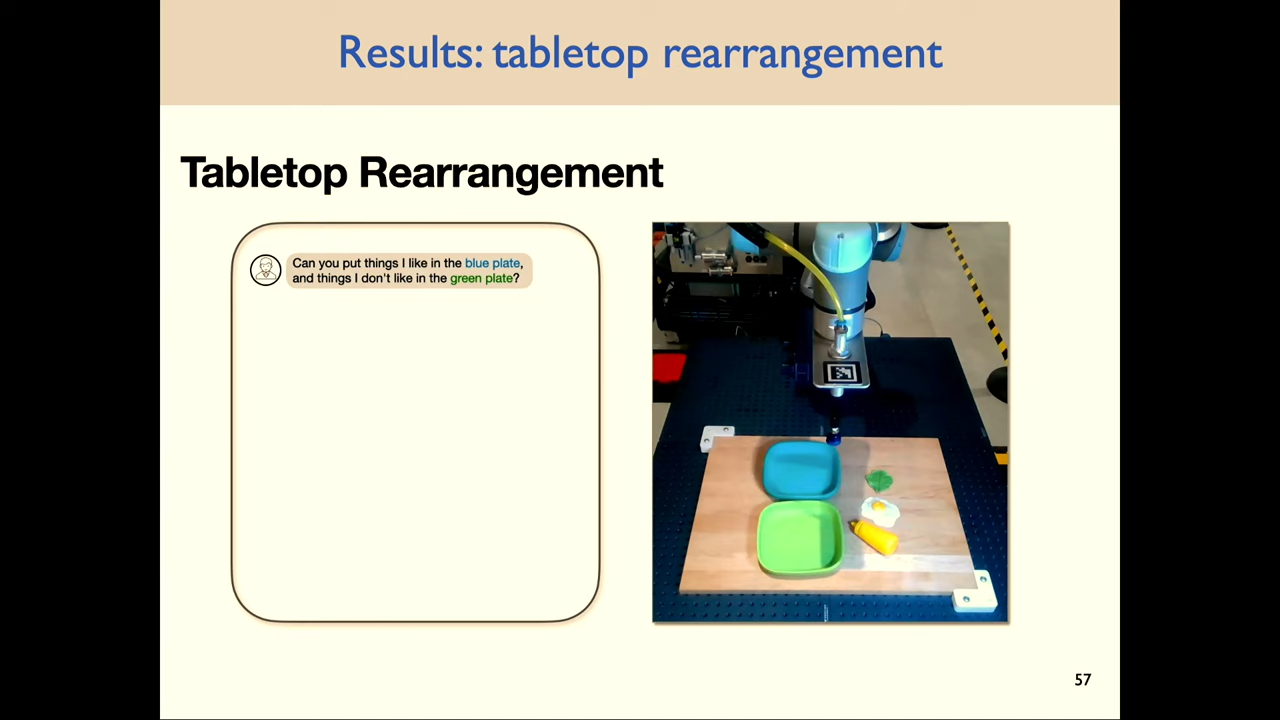 Results: tabletop rearrangement
Tabletop Rearrangement
Can you put things I like in the blue plate,
and things I don't like in the green plate?
57